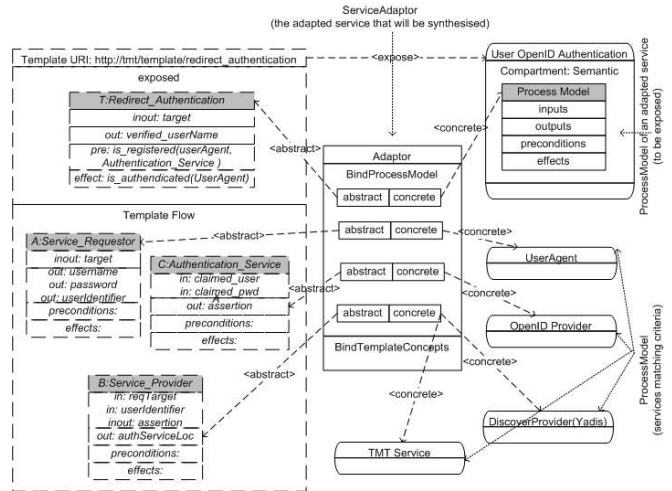 ServiceAdaptor
(the adapted service that will be synthesised)
Template URI: http://tmt/template/redirect_authentication
exposed
T:Redirect_Authentication
inout: target
out: verified_userName
pre: is_registered(userAgent,
Authentication_Service )
effect: is_authendicated(UserAgent)
<expose>
User OpenID Authentication
Compartment: Semantic
Process Model
inputs
outputs
preconditions
effects
ProcessModel of an adapted service
(to be exposed)
<abstract>
<concrete>
Adaptor
BindProcessModel
abstract
concrete
abstract
concrete
abstract
concrete
abstract
concrete
BindTemplateConcepts
Template Flow
A:Service_Requestor
inout: target
out: username
out: password
out: userIdentifier
preconditions:
effects:
<abstract>
C:Authentication_Service
in: claimed_user
in: claimed_pwd
out: assertion
preconditions:
effects:
<abstract>
B:Service_Provider
in: reqTarget
in: userIdentifier
inout: assertion
out: authServiceLoc
preconditions:
effects:
<abstract>
<concrete>
UserAgent
<concrete>
OpenID Provider
<concrete>
DiscoverProvider(Yadis)
<concrete>
TMT Service
ProcessModel
(services matching criteria)